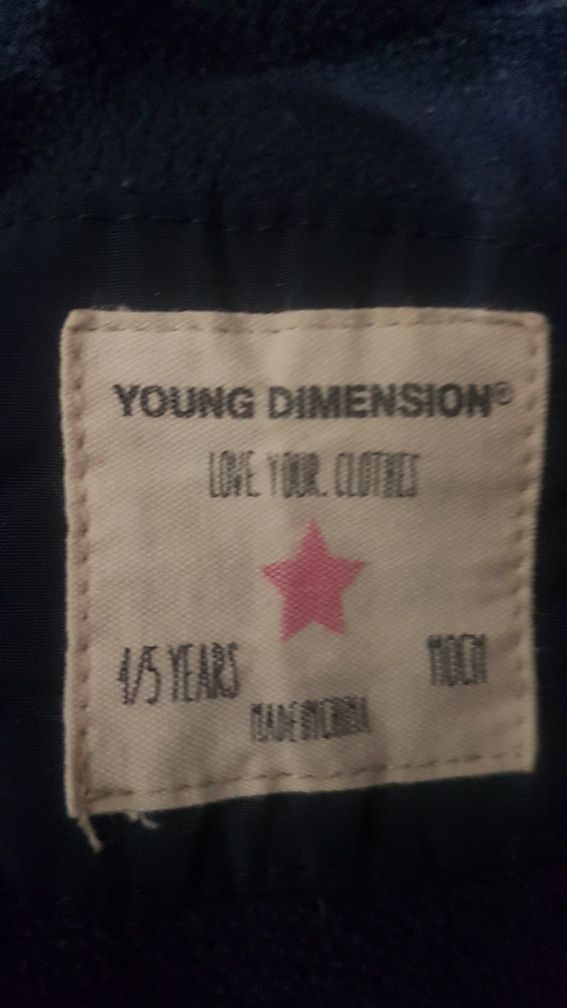 YOUNG DIMENSION®
LOVE YOUR. CLOTHES
4/5 YEARS 110CM
MADE IN CHINA